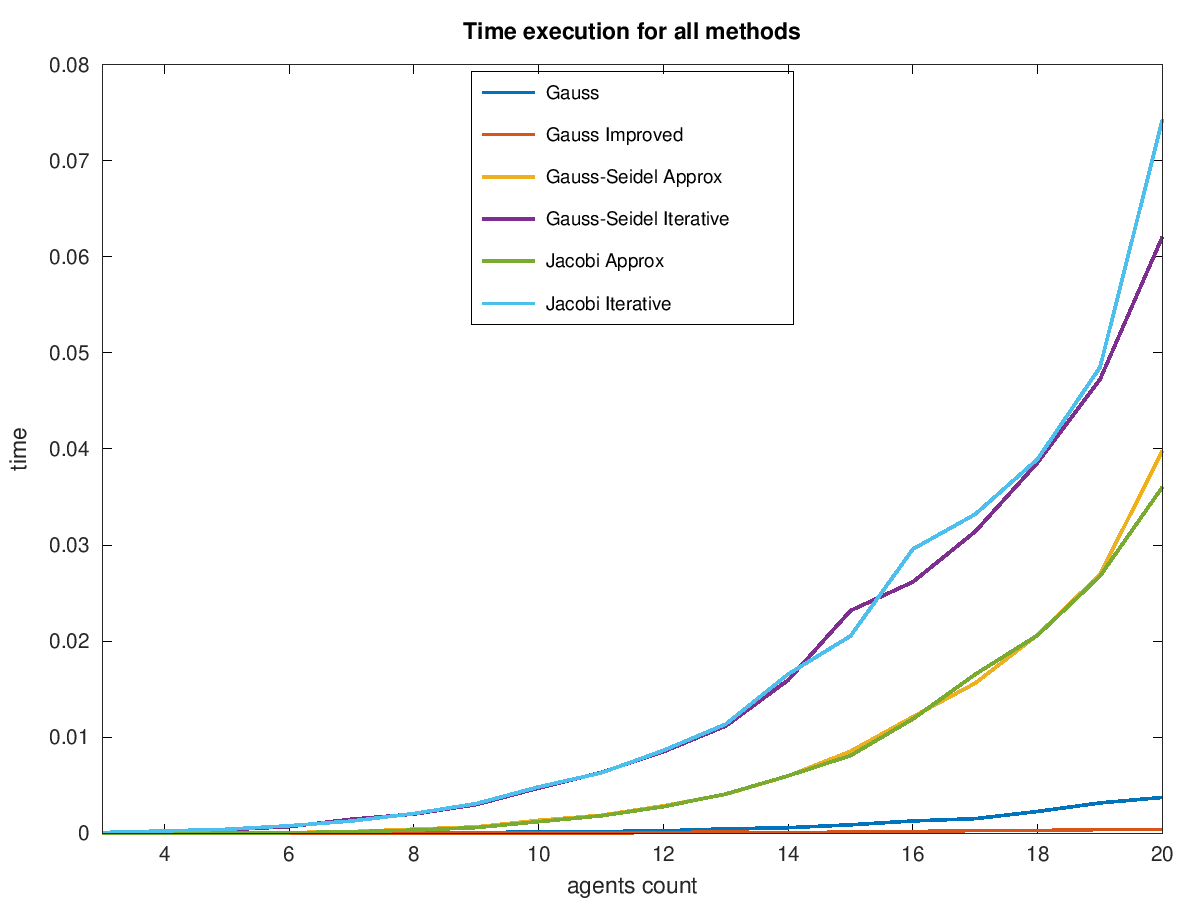 Time execution for all methods
0.08
0.07
0.06
0.05
0.04
0.03
0.02
0.01
0
time
Gauss
Gauss Improved
Gauss-Seidel Approx
Gauss-Seidel Iterative
Jacobi Approx
Jacobi Iterative
4 6 8 10 12 14 16 18 20
agents count